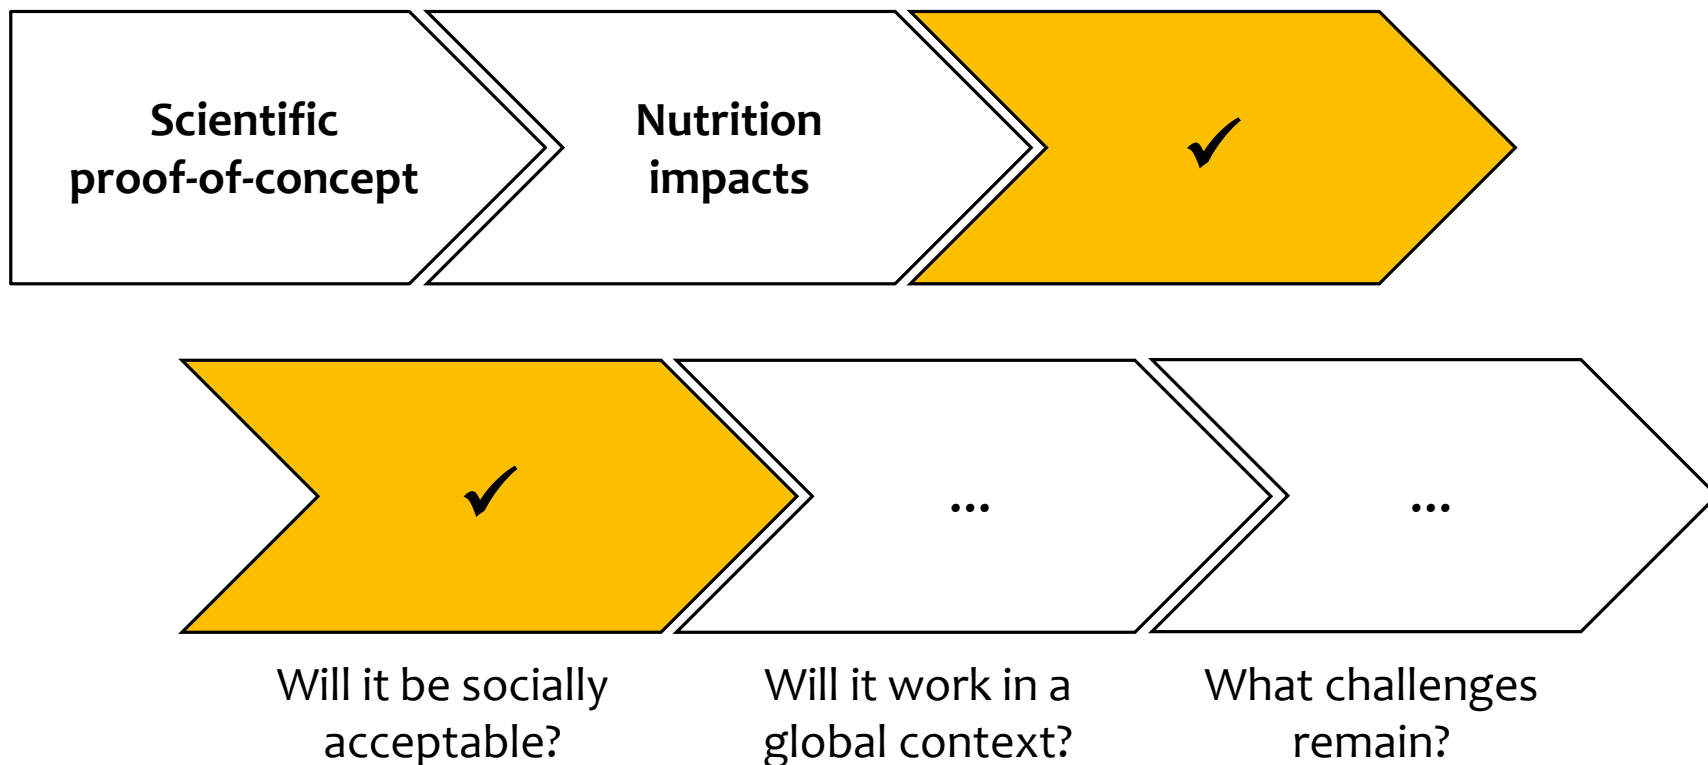 Scientific
proof-of-concept
Nutrition
impacts
✓
✓
...
...
Will it be socially
acceptable?
Will it work in a
global context?
What challenges
remain?